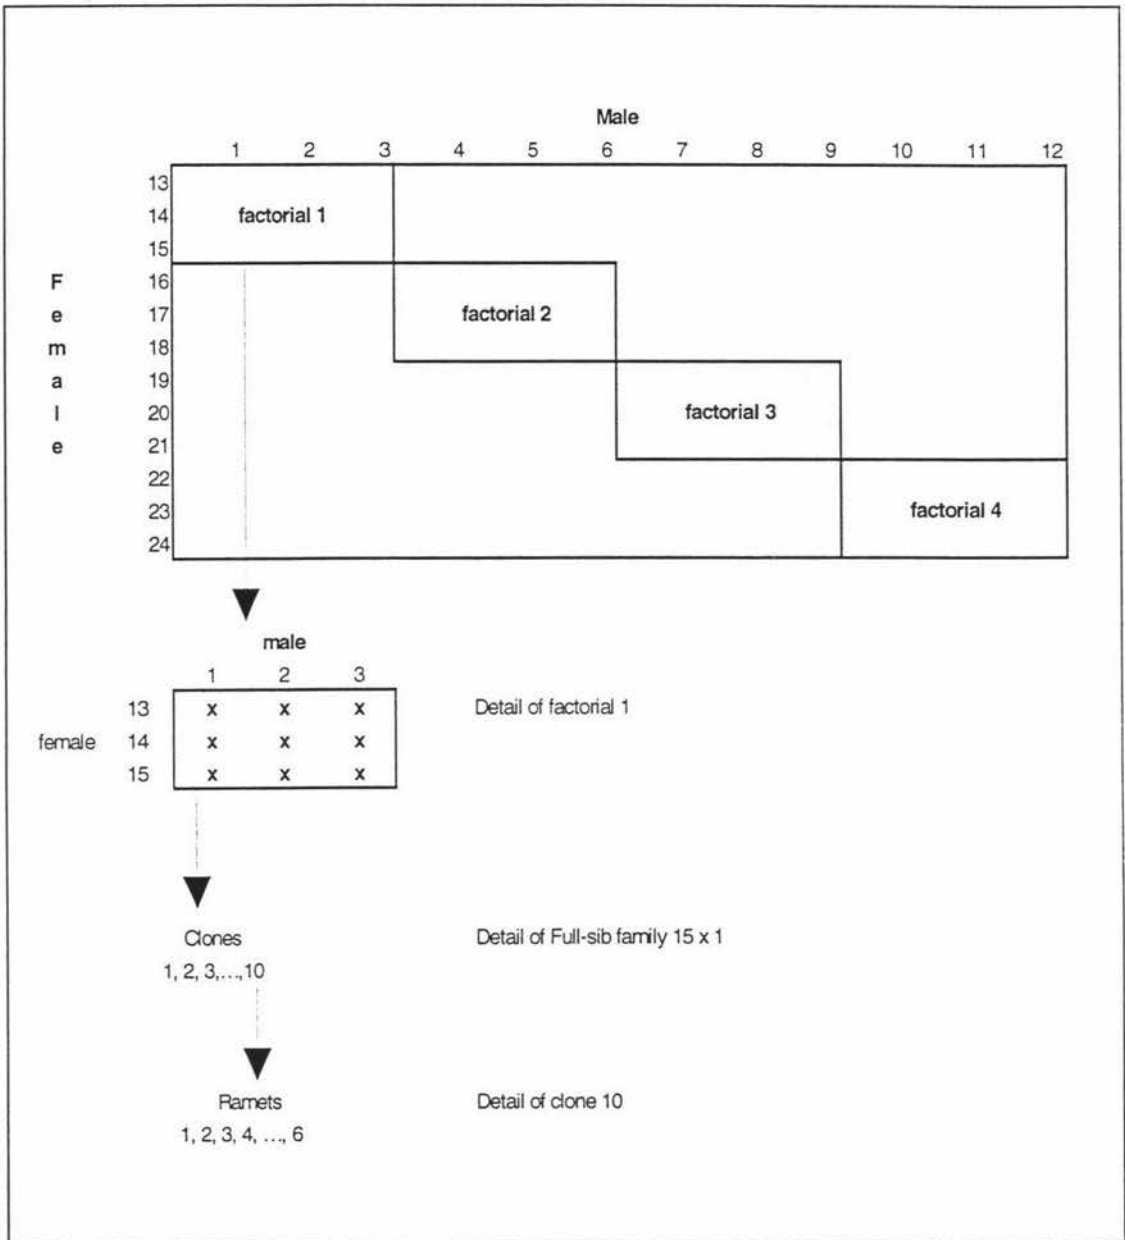 Male
1 2 3 4 5 6 7 8 9 10 11 12
13
14 factorial 1
15
F 16
e 17 factorial 2
m 18
a 19
l 20 factorial 3
e 21
22
23 factorial 4
24
male
1 2 3
13 x x x Detail of factorial 1
female 14 x x x
15 x x x
Clones Detail of Full-sib family 15 x 1
1, 2, 3,...,10
Ramets Detail of clone 10
1, 2, 3, 4, ..., 6